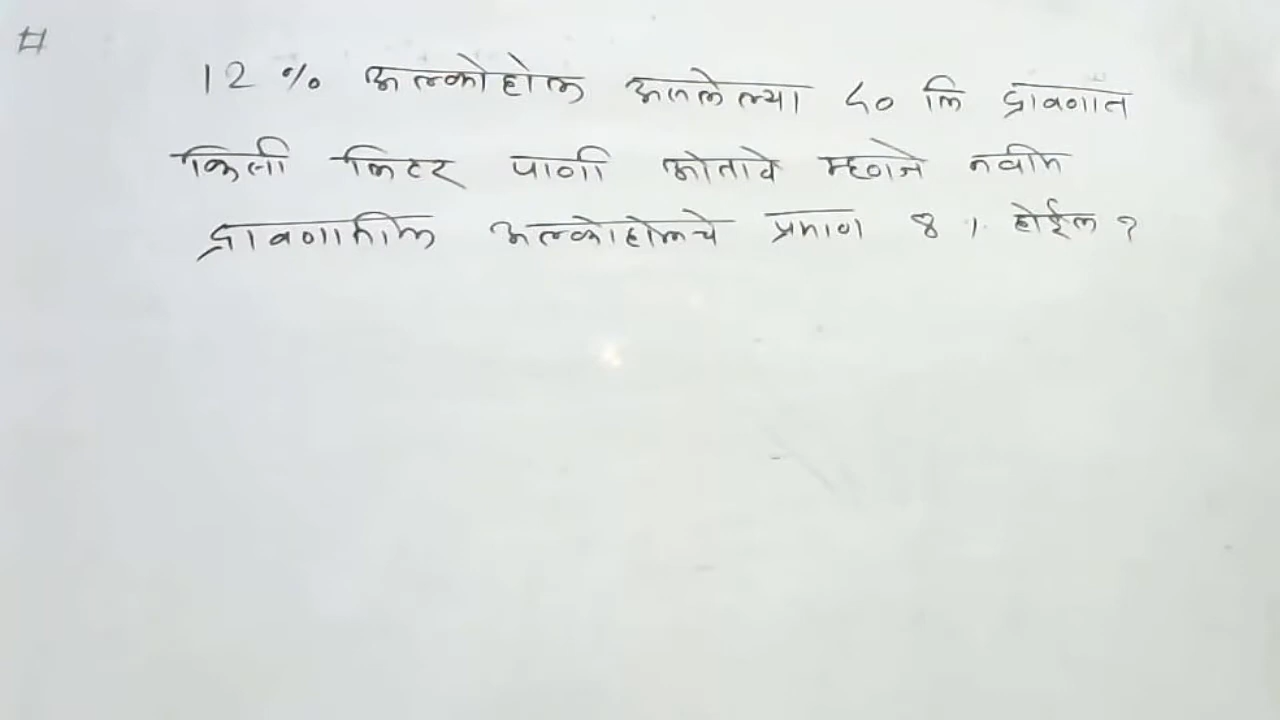 #
12 % अल्कोहोल असलेल्या ८० लि द्रावणात
किती लिटर पाणी ओतावे म्हणजे नवीन
द्रावणातील अल्कोहोलचे प्रमाण 8 % होईल ?